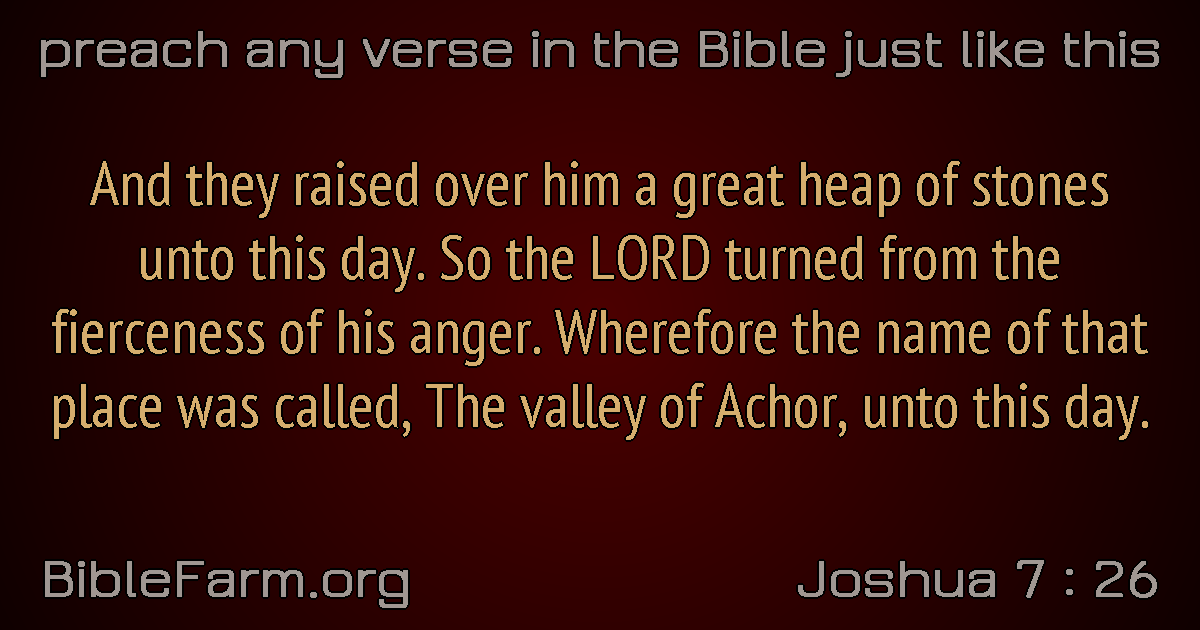 preach any verse in the Bible just like this
And they raised over him a great heap of stones
unto this day. So the LORD turned from the
fierceness of his anger. Wherefore the name of that
place was called, The valley of Achor, unto this day.
BibleFarm.org
Joshua 7 : 26